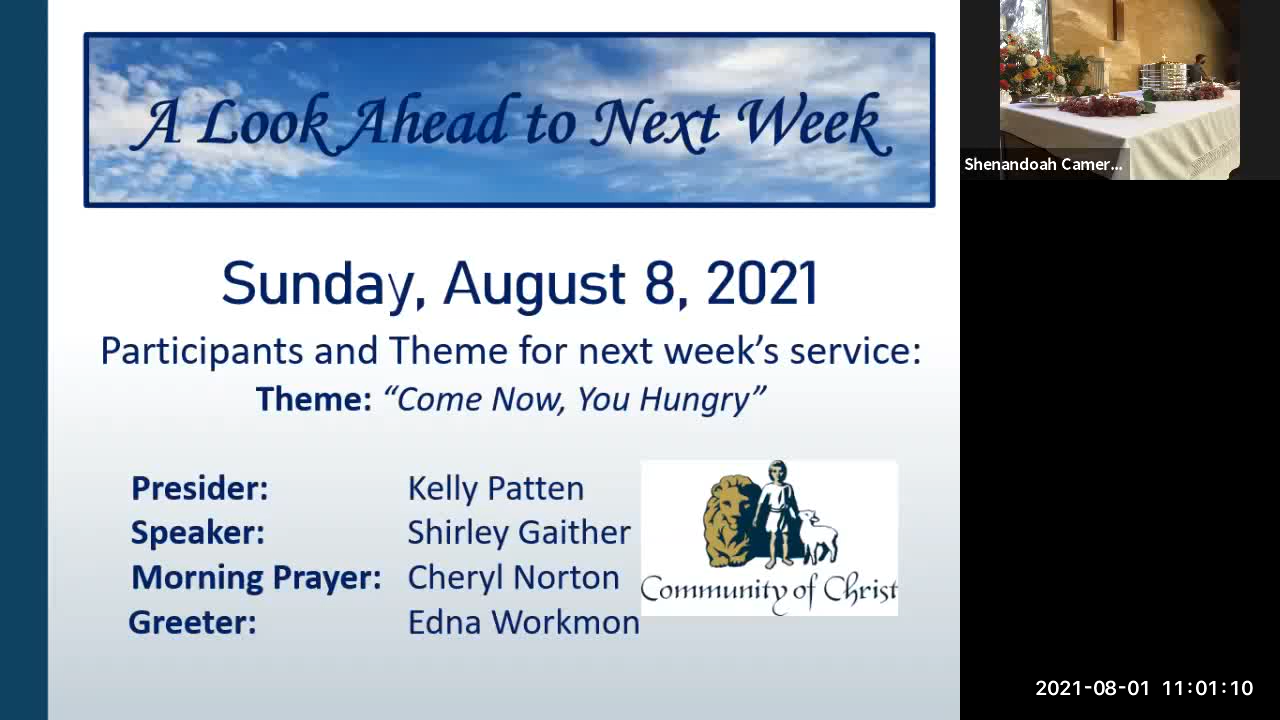 A Look Ahead to Next Week
Sunday, August 8, 2021
Participants and Theme for next week's service:
Theme: “Come Now, You Hungry”
Presider: Kelly Patten
Speaker: Shirley Gaither
Morning Prayer: Cheryl Norton
Greeter: Edna Workmon
Community of Christ
Shenandoah Camer...
2021-08-01 11:01:10